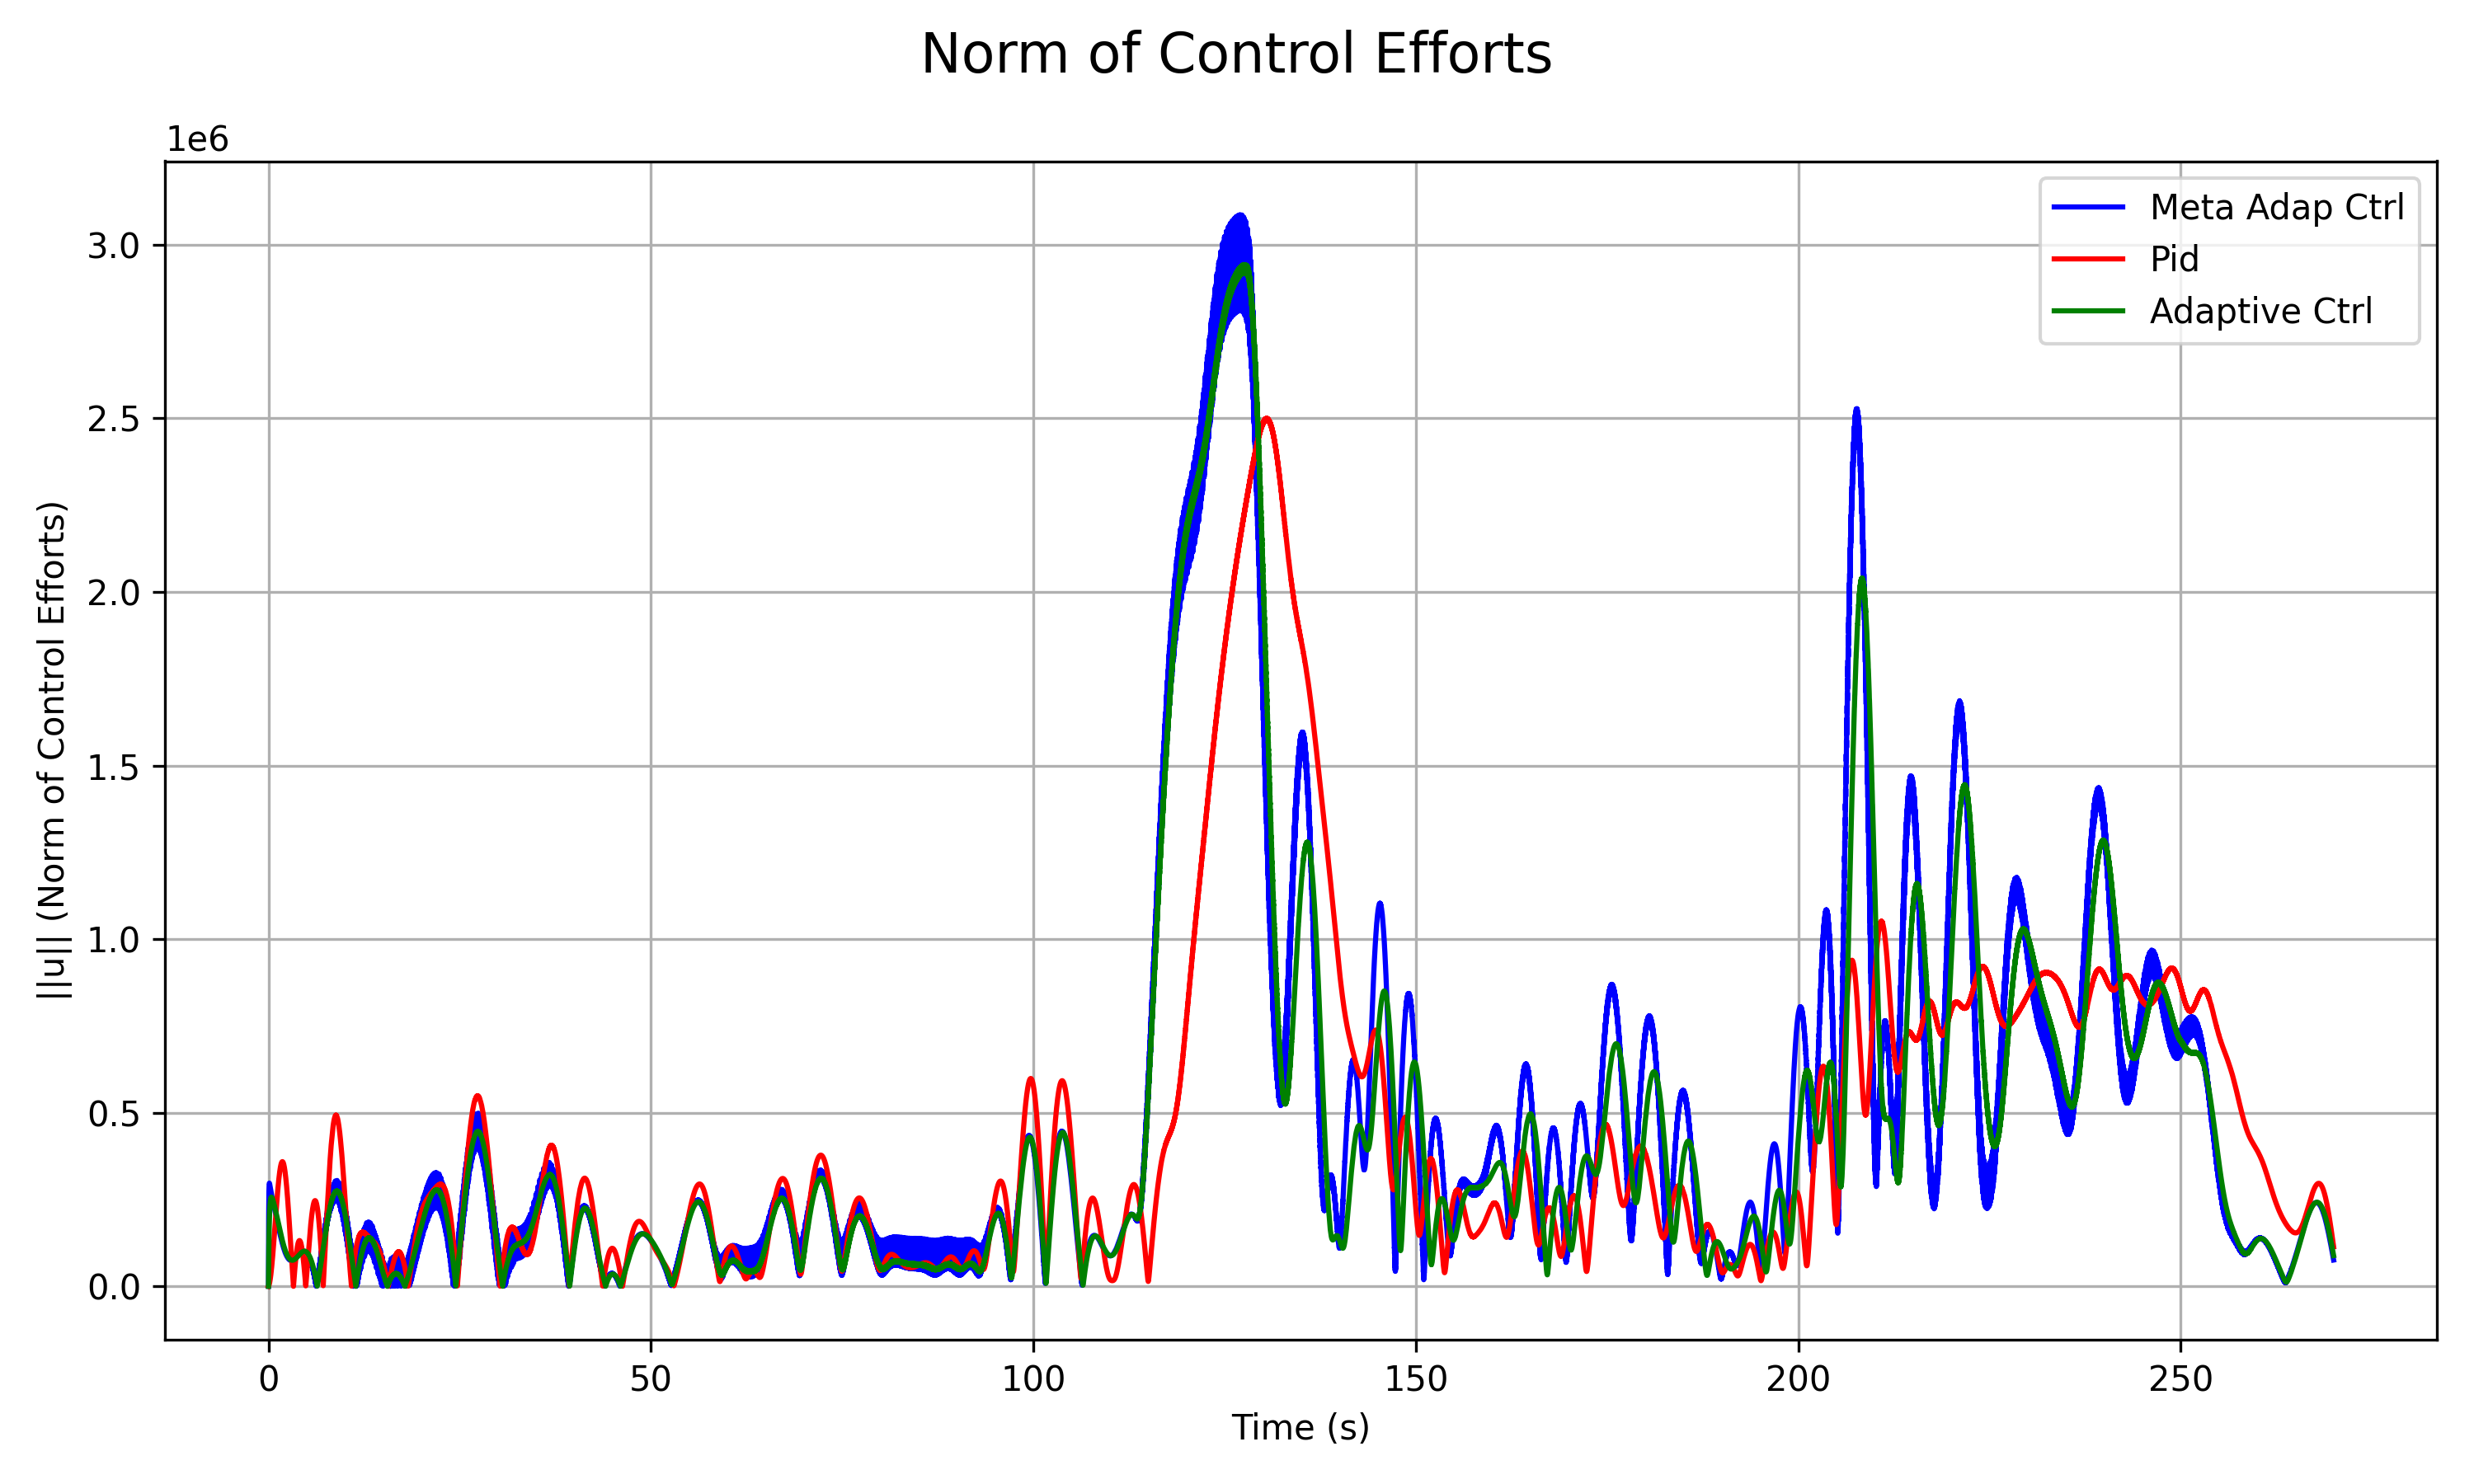 Norm of Control Efforts
1e6
Meta Adap Ctrl
Pid
Adaptive Ctrl
||u|| (Norm of Control Efforts)
3.0
2.5
2.0
1.5
1.0
0.5
0.0
0 50 100 150 200 250
Time (s)